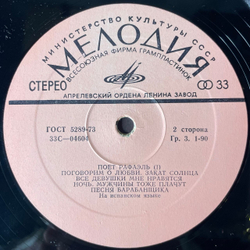 МИНИСТЕРСТВО КУЛЬТУРЫ СССР
МЕЛОДИЯ
ВСЕСОЮЗНАЯ ФИРМА ГРАМПЛАСТИНОК
СТЕРЕО
33
АПРЕЛЕВСКИЙ ОРДЕНА ЛЕНИНА ЗАВОД
ГОСТ 5289-73
2 сторона
33С—04603
Гр. 3. 1-90
ПОЕТ РАФАЭЛЬ (I)
ПОГОВОРИМ О ЛЮБВИ. ЗАКАТ СОЛНЦА
ВСЕ ДЕВУШКИ МНЕ НРАВЯТСЯ
НОЧЬ. МУЖЧИНЫ ТОЖЕ ПЛАЧУТ
ПЕСНЯ БАРАБАНЩИКА
На испанском языке